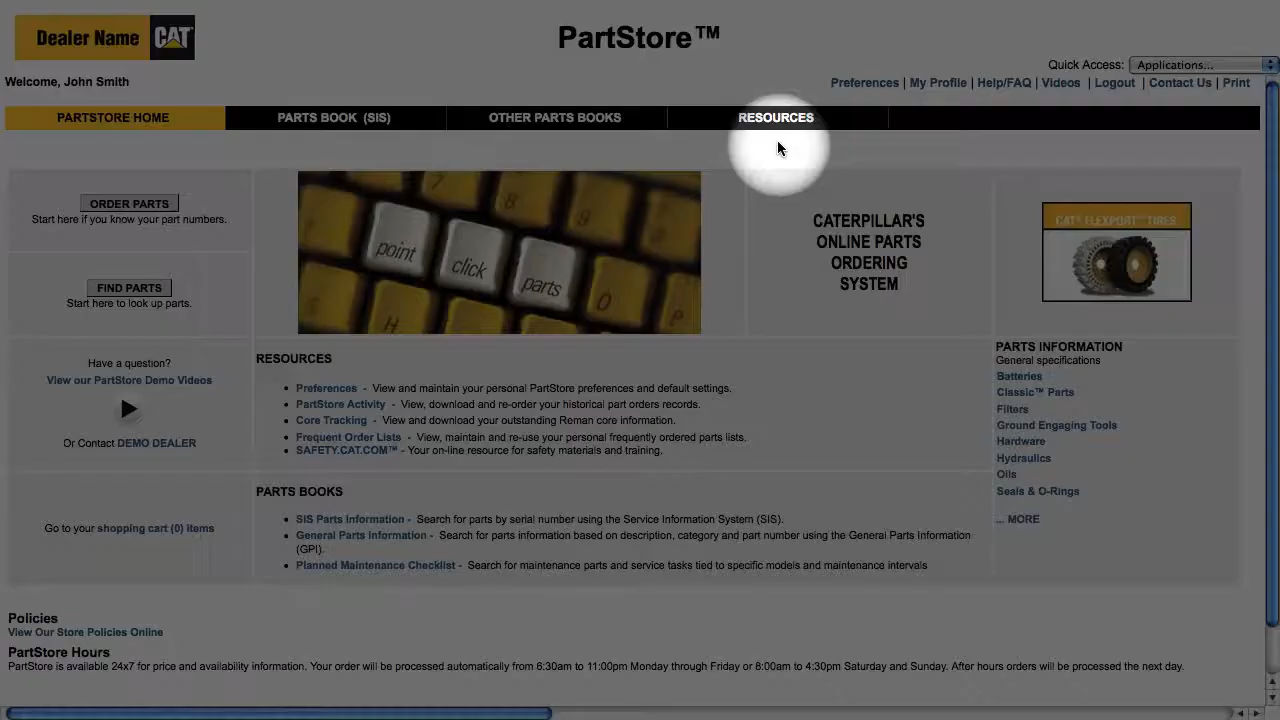 Dealer Name CAT
PartStore™
Quick Access: Applications...
Welcome, John Smith
Preferences | My Profile | Help/FAQ | Videos | Logout | Contact Us | Print
PARTSTORE HOME PARTS BOOK (SIS) OTHER PARTS BOOKS RESOURCES
ORDER PARTS
Start here if you know your part numbers.
FIND PARTS
Start here to look up parts.
7 8 9
point click parts 0 P
H
CATERPILLAR'S
ONLINE PARTS
ORDERING
SYSTEM
CAT® FLEXPORT™ TIRES
Have a question?
View our PartStore Demo Videos
Or Contact DEMO DEALER
Go to your shopping cart (0) items
RESOURCES
• Preferences - View and maintain your personal PartStore preferences and default settings.
• PartStore Activity - View, download and re-order your historical part orders records.
• Core Tracking - View and download your outstanding Reman core information.
• Frequent Order Lists - View, maintain and re-use your personal frequently ordered parts lists.
• SAFETY.CAT.COM™ - Your on-line resource for safety materials and training.
PARTS BOOKS
• SIS Parts Information - Search for parts by serial number using the Service Information System (SIS).
• General Parts Information - Search for parts information based on description, category and part number using the General Parts Information
(GPI).
• Planned Maintenance Checklist - Search for maintenance parts and service tasks tied to specific models and maintenance intervals
PARTS INFORMATION
General specifications
Batteries
Classic™ Parts
Filters
Ground Engaging Tools
Hardware
Hydraulics
Oils
Seals & O-Rings
... MORE
Policies
View Our Store Policies Online
PartStore Hours
PartStore is available 24x7 for price and availability information. Your order will be processed automatically from 6:30am to 11:00pm Monday through Friday or 8:00am to 4:30pm Saturday and Sunday. After hours orders will be processed the next day.